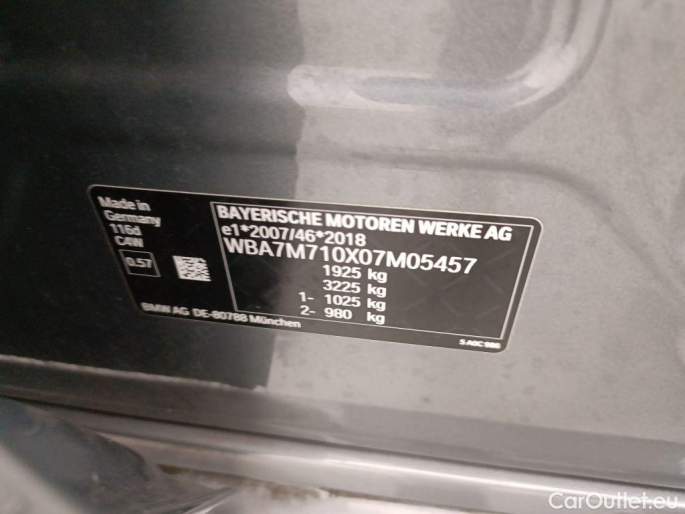 Made in
Germany
116d
C4W
0.57
BAYERISCHE MOTOREN WERKE AG
e1*2007/46*2018
WBA7M710X07M05457
1925 kg
3225 kg
1- 1025 kg
2- 980 kg
BMW AG DE-80788 München
CarOutlet.eu